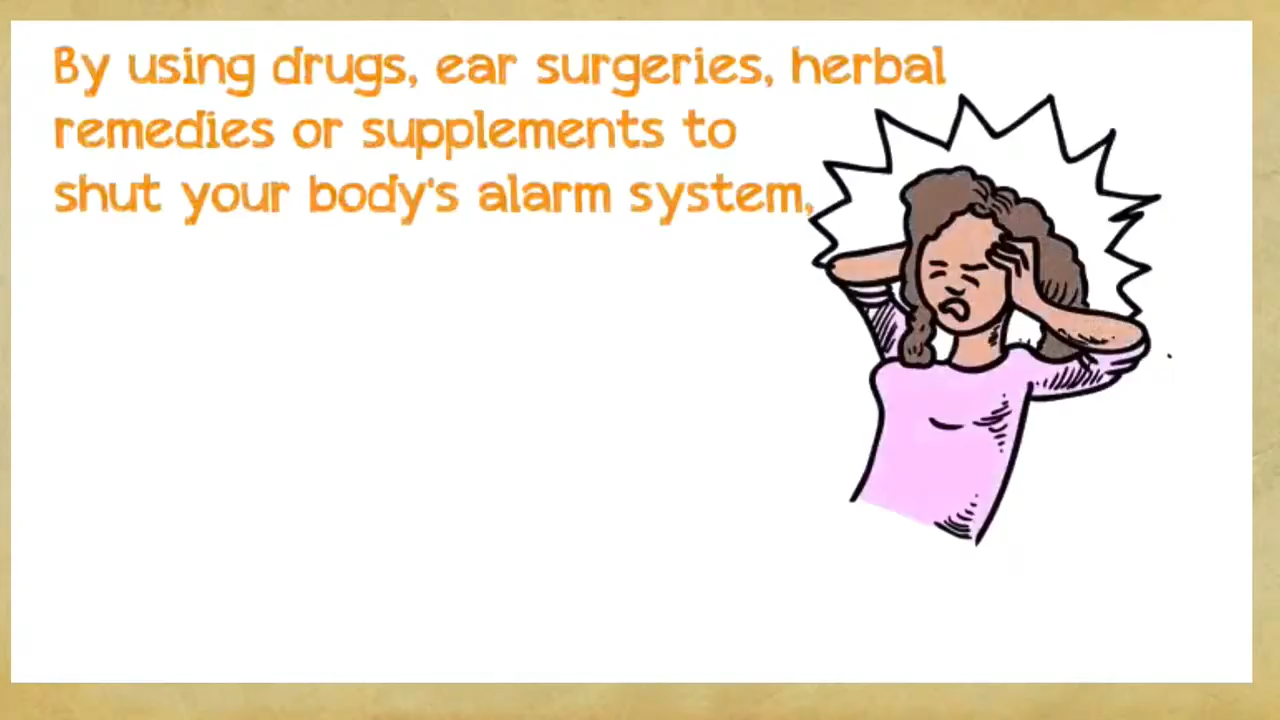 By using drugs, ear surgeries, herbal
remedies or supplements to
shut your body's alarm system,